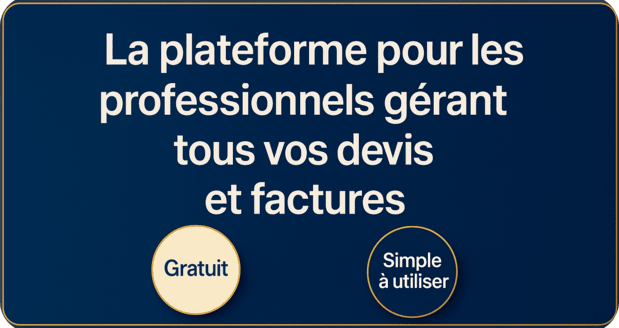 La plateforme pour les
professionnels gérant
tous vos devis
et factures
Gratuit
Simple
à utiliser